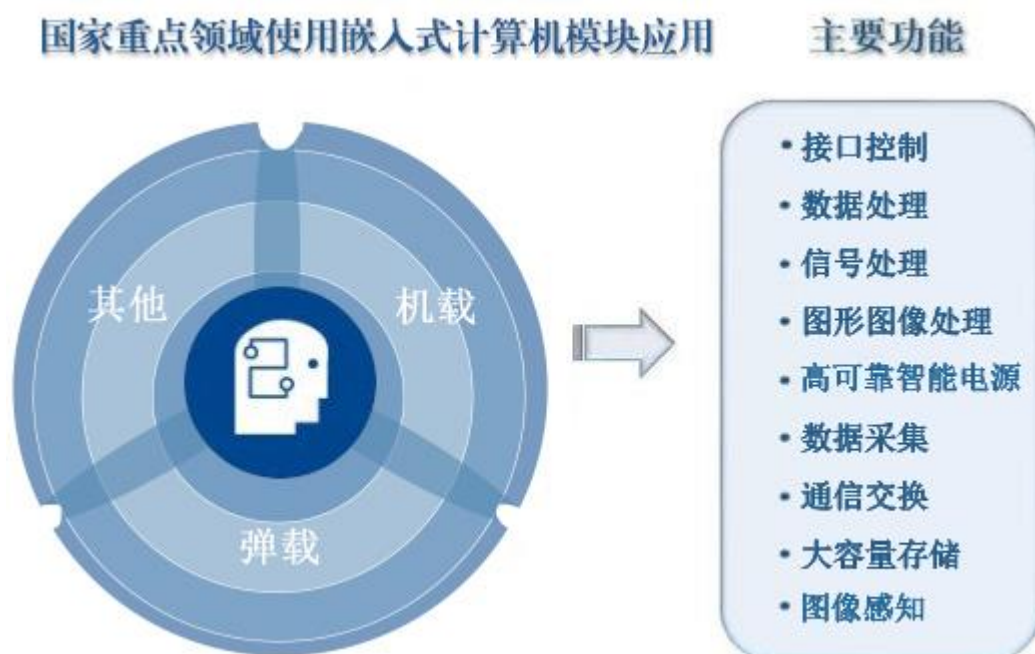 国家重点领域使用嵌入式计算机模块应用
主要功能
其他
机载
弹载
• 接口控制
• 数据处理
• 信号处理
• 图形图像处理
• 高可靠智能电源
• 数据采集
• 通信交换
• 大容量存储
• 图像感知